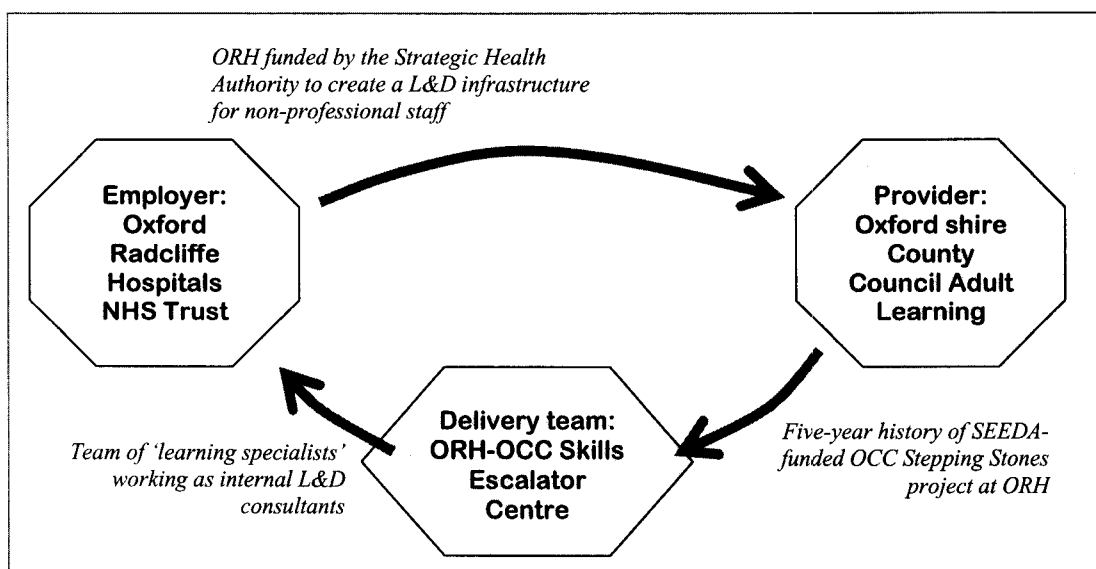 ORH funded by the Strategic Health
Authority to create a L&D infrastructure
for non-professional staff
Employer:
Oxford
Radcliffe
Hospitals
NHS Trust
Provider:
Oxford shire
County
Council Adult
Learning
Delivery team:
ORH-OCC Skills
Escalator
Centre
Team of ‘learning specialists’
working as internal L&D
consultants
Five-year history of SEEDA-
funded OCC Stepping Stones
project at ORH